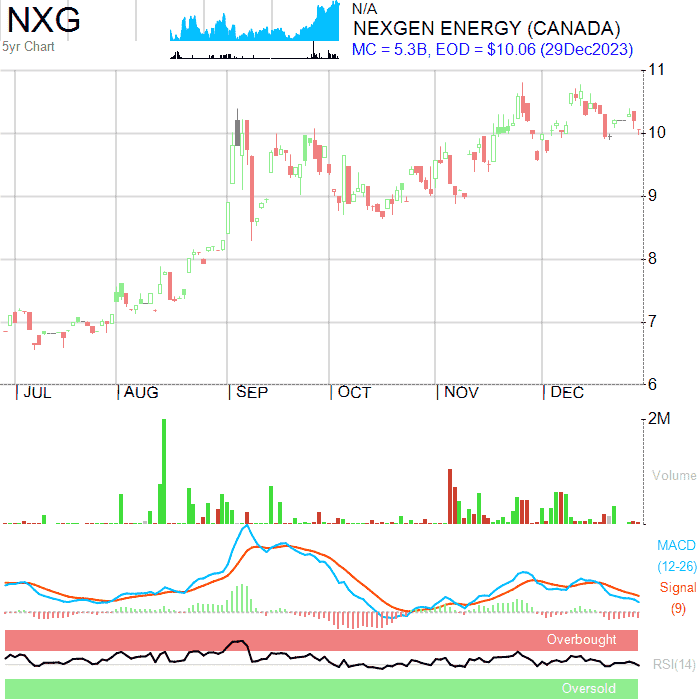 NXG
5yr Chart
N/A
NEXGEN ENERGY (CANADA)
MC = 5.3B, EOD = $10.06 (29Dec2023)
11
10
9
8
7
6
JUL AUG SEP OCT NOV DEC
2M
Volume
MACD
(12-26)
Signal
(9)
Overbought
RSI(14)
Oversold